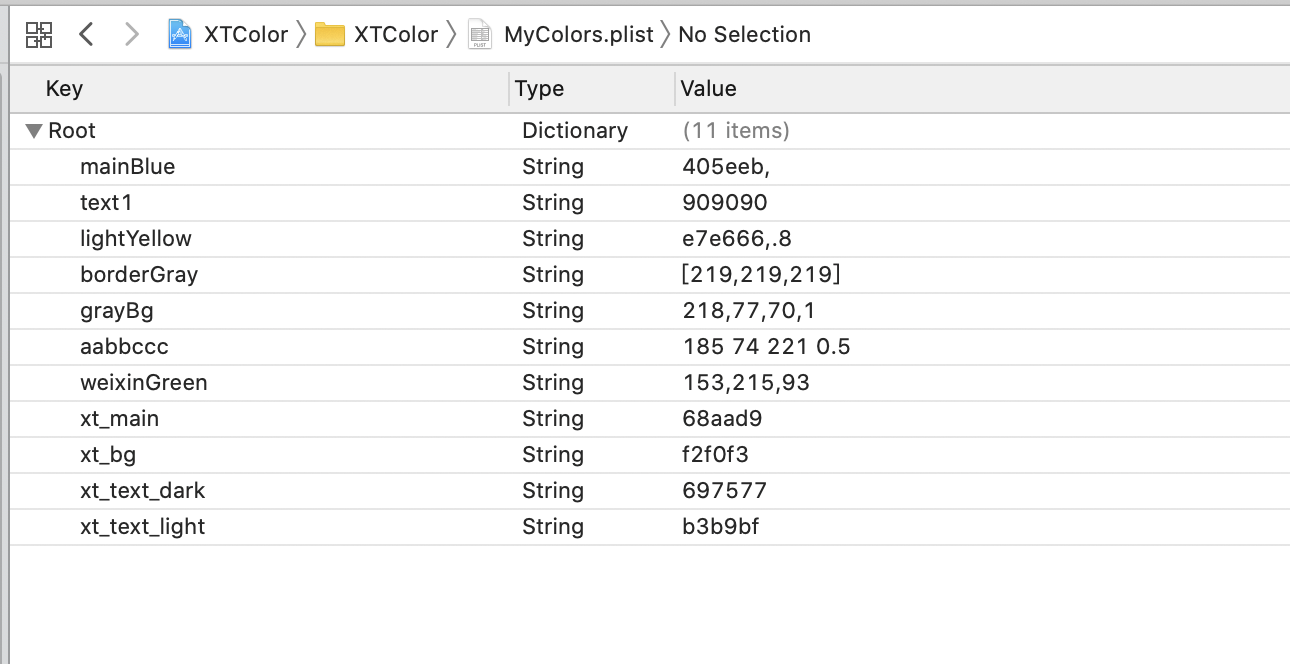 XTColor XTColor MyColors.plist No Selection
Key Type Value
Root Dictionary (11 items)
mainBlue String 405eeb,
text1 String 909090
lightYellow String e7e666,.8
borderGray String [219,219,219]
grayBg String 218,77,70,1
aabbccc String 185 74 221 0.5
weixinGreen String 153,215,93
xt_main String 68aad9
xt_bg String f2f0f3
xt_text_dark String 697577
xt_text_light String b3b9bf